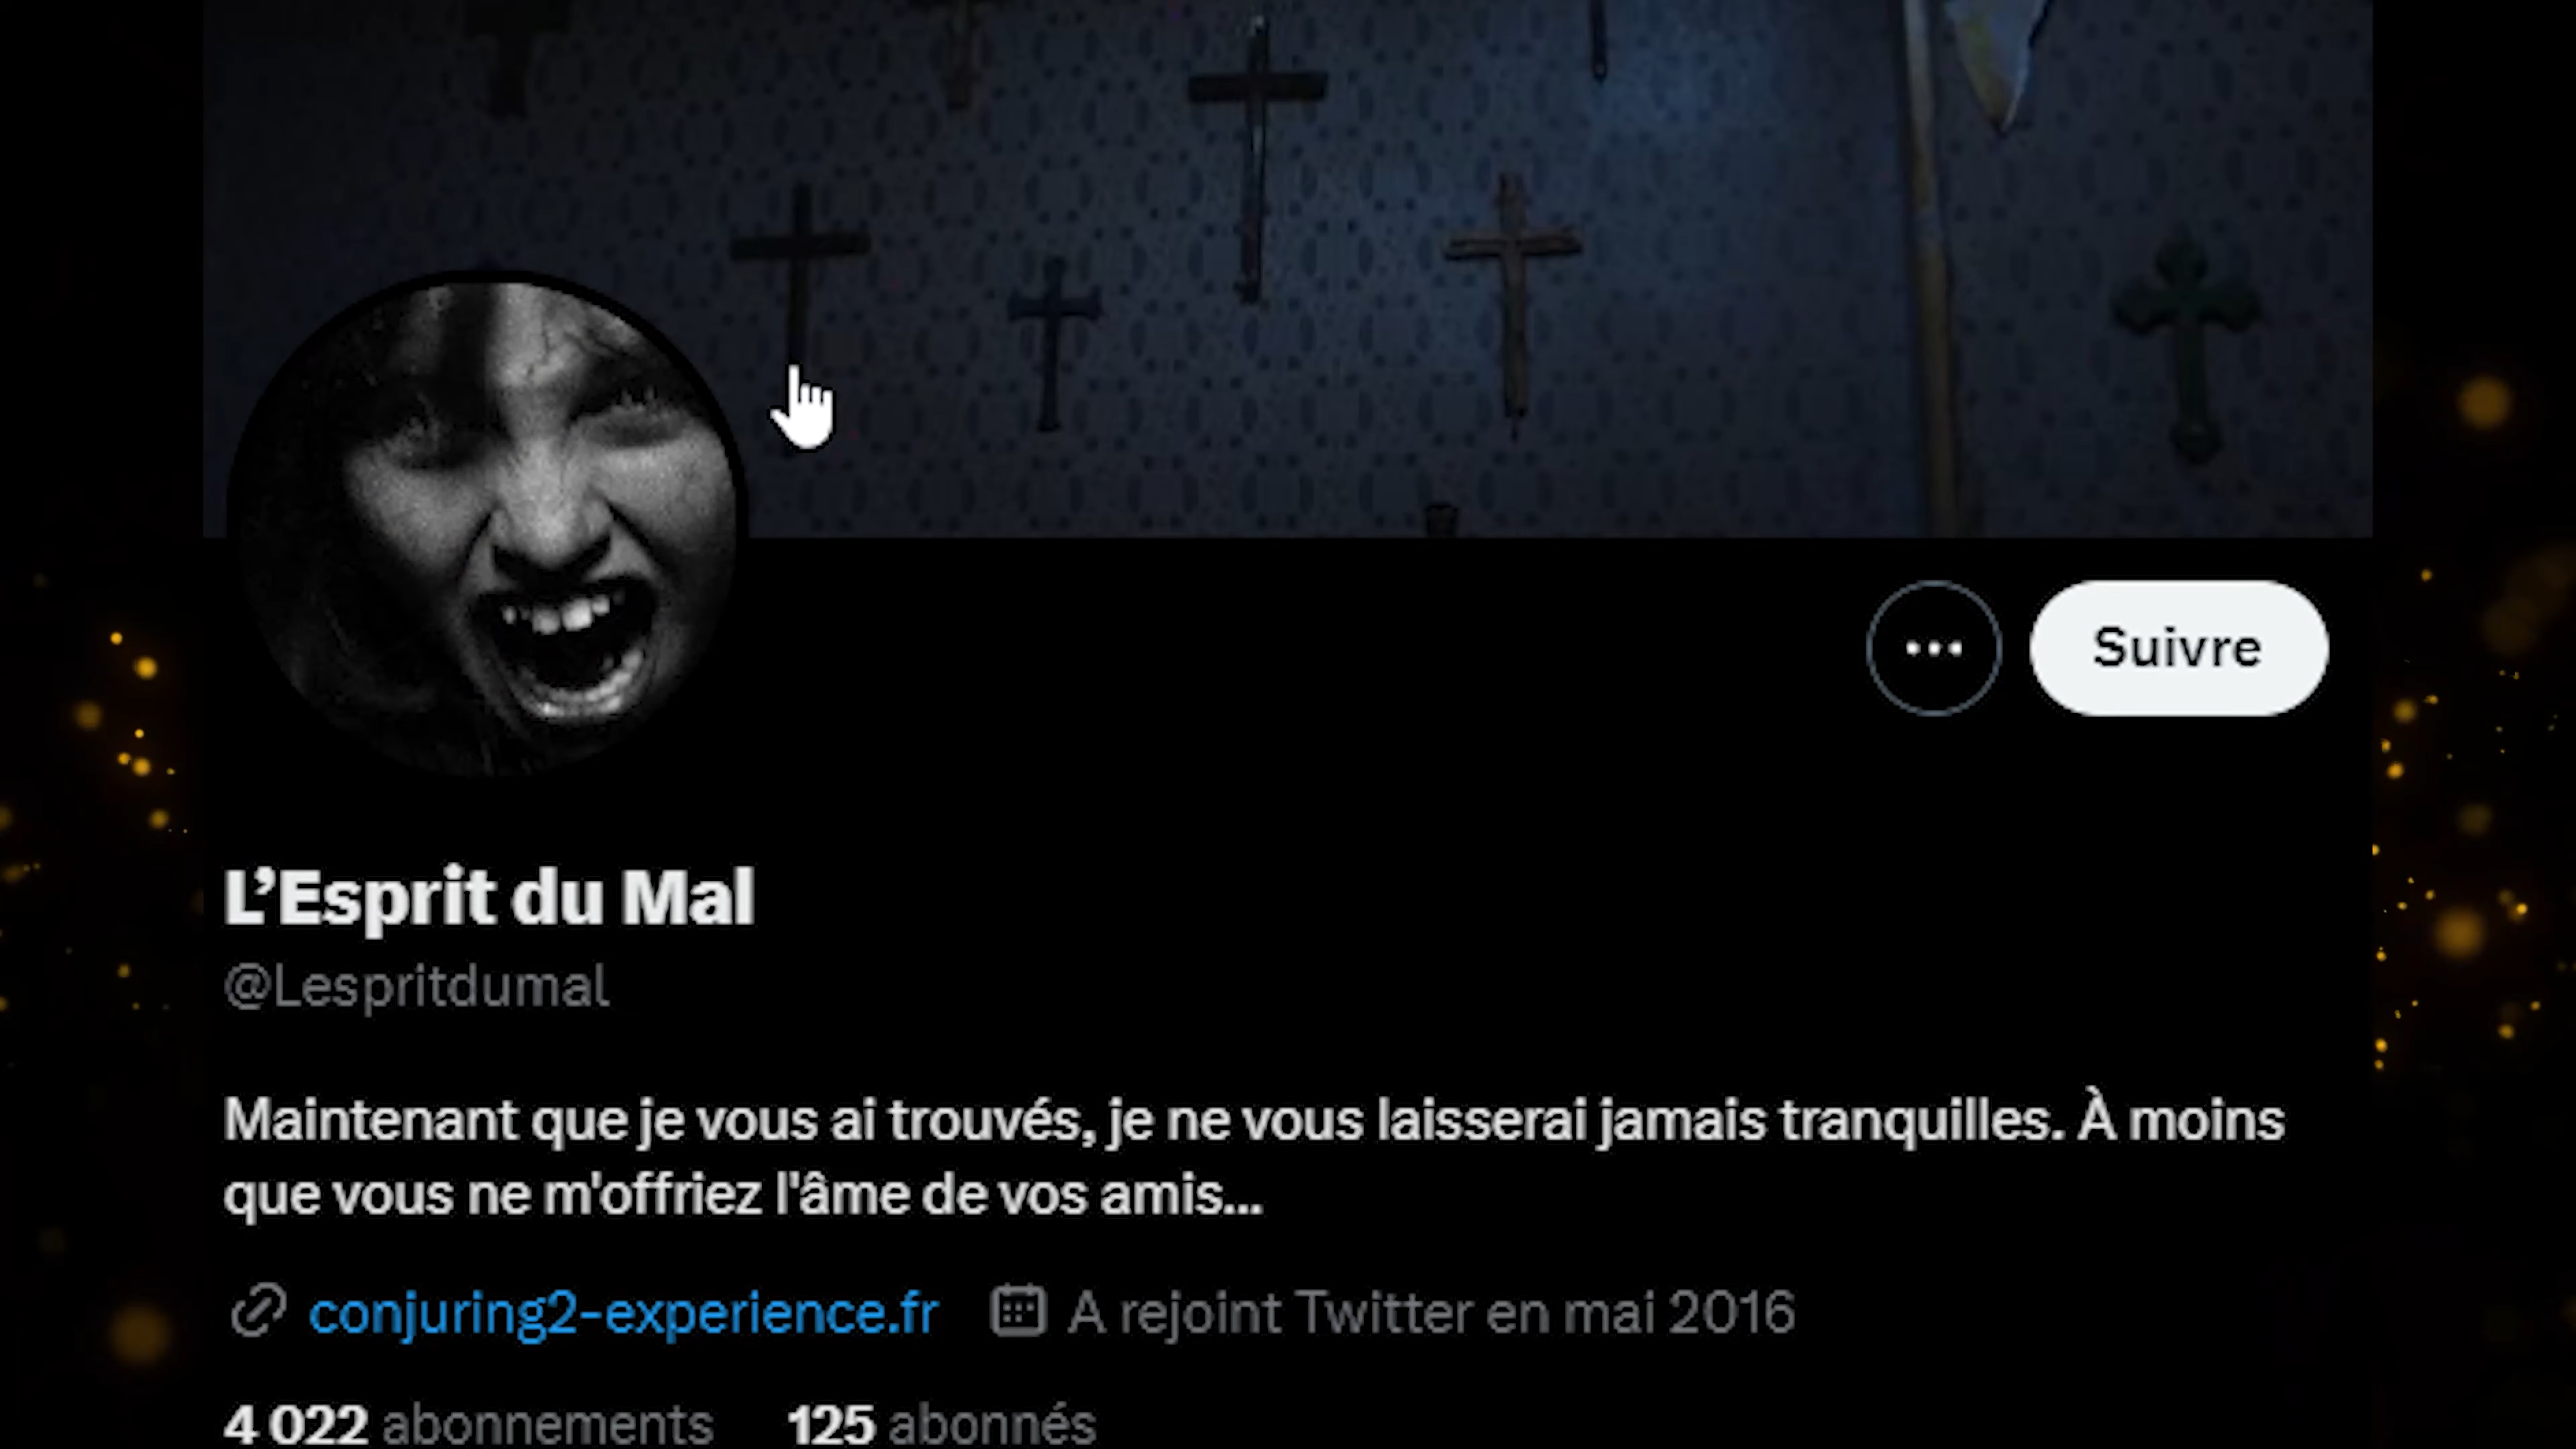 Suivre
L’Esprit du Mal
@Lespritdumal
Maintenant que je vous ai trouvés, je ne vous laisserai jamais tranquilles. À moins
que vous ne m'offriez l'âme de vos amis...
conjuring2-experience.fr A rejoint Twitter en mai 2016
4 022 abonnements 125 abonnés